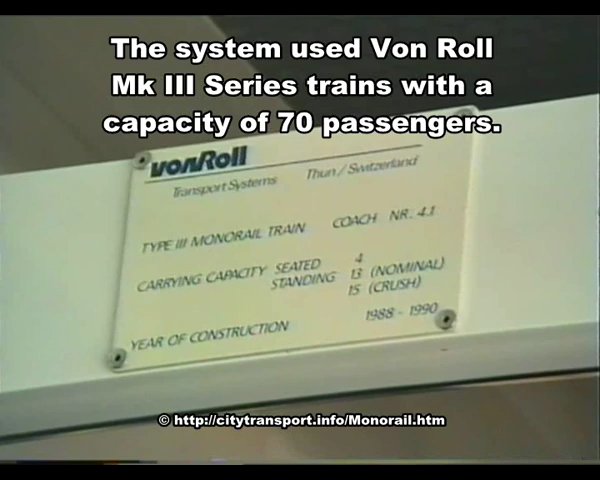 The system used Von Roll
Mk III Series trains with a
capacity of 70 passengers.
vonRoll
Transport Systems Thun / Switzerland
TYPE III MONORAIL TRAIN COACH NR. 4.1
CARRYING CAPACITY SEATED 4
STANDING 13 (NOMINAL)
15 (CRUSH)
YEAR OF CONSTRUCTION 1988 - 1990
© http://citytransport.info/Monorail.htm